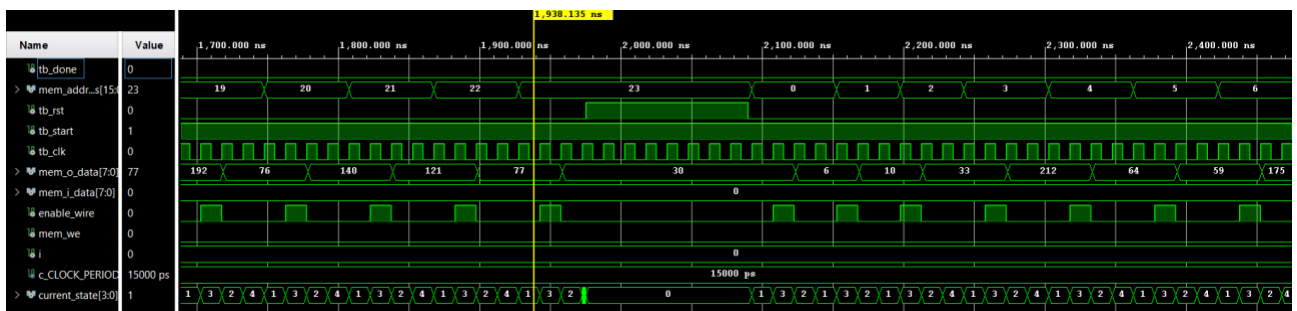 1,938.135 ns
Name Value 1,700.000 ns 1,800.000 ns 1,900.000 ns 2,000.000 ns 2,100.000 ns 2,200.000 ns 2,300.000 ns 2,400.000 ns
tb_done 0
mem_addr...s[15:0 23 19 20 21 22 23 0 1 2 3 4 5 6
tb_rst 0
tb_start 1
tb_clk 0
mem_o_data[7:0] 77 192 76 140 121 77 30 6 10 33 212 64 59 175
mem_i_data[7:0] 0 0
enable_wire 0
mem_we 0
i 0 0
c_CLOCK_PERIOD 15000 ps 15000 ps
current_state[3:0] 1 1 3 2 4 1 3 2 4 1 3 2 4 1 3 2 4 1 3 2 0 1 3 2 1 3 2 1 3 2 4 1 3 2 4 1 3 2 4 1 3 2 4 1 3 2 4